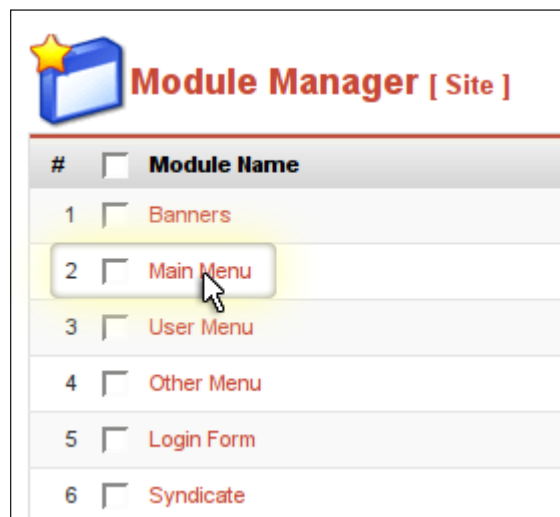 Module Manager [ Site ]
# Module Name
1 Banners
2 Main Menu
3 User Menu
4 Other Menu
5 Login Form
6 Syndicate